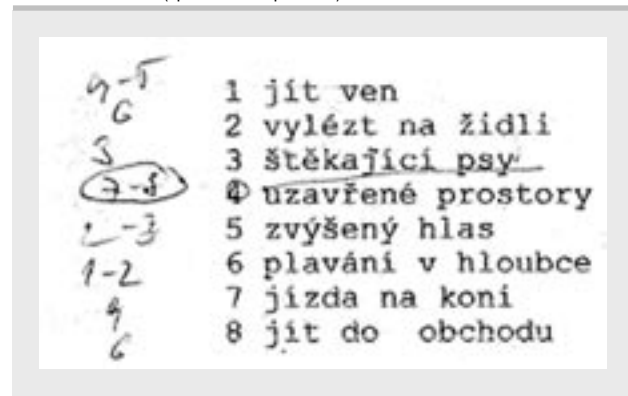 4-5 1 jít ven
6 2 vylézt na židli
3 3 štěkající psy
7-8 4 uzavřené prostory
2-3 5 zvýšený hlas
1-2 6 plavání v hloubce
4 7 jízda na koni
6 8 jít do obchodu